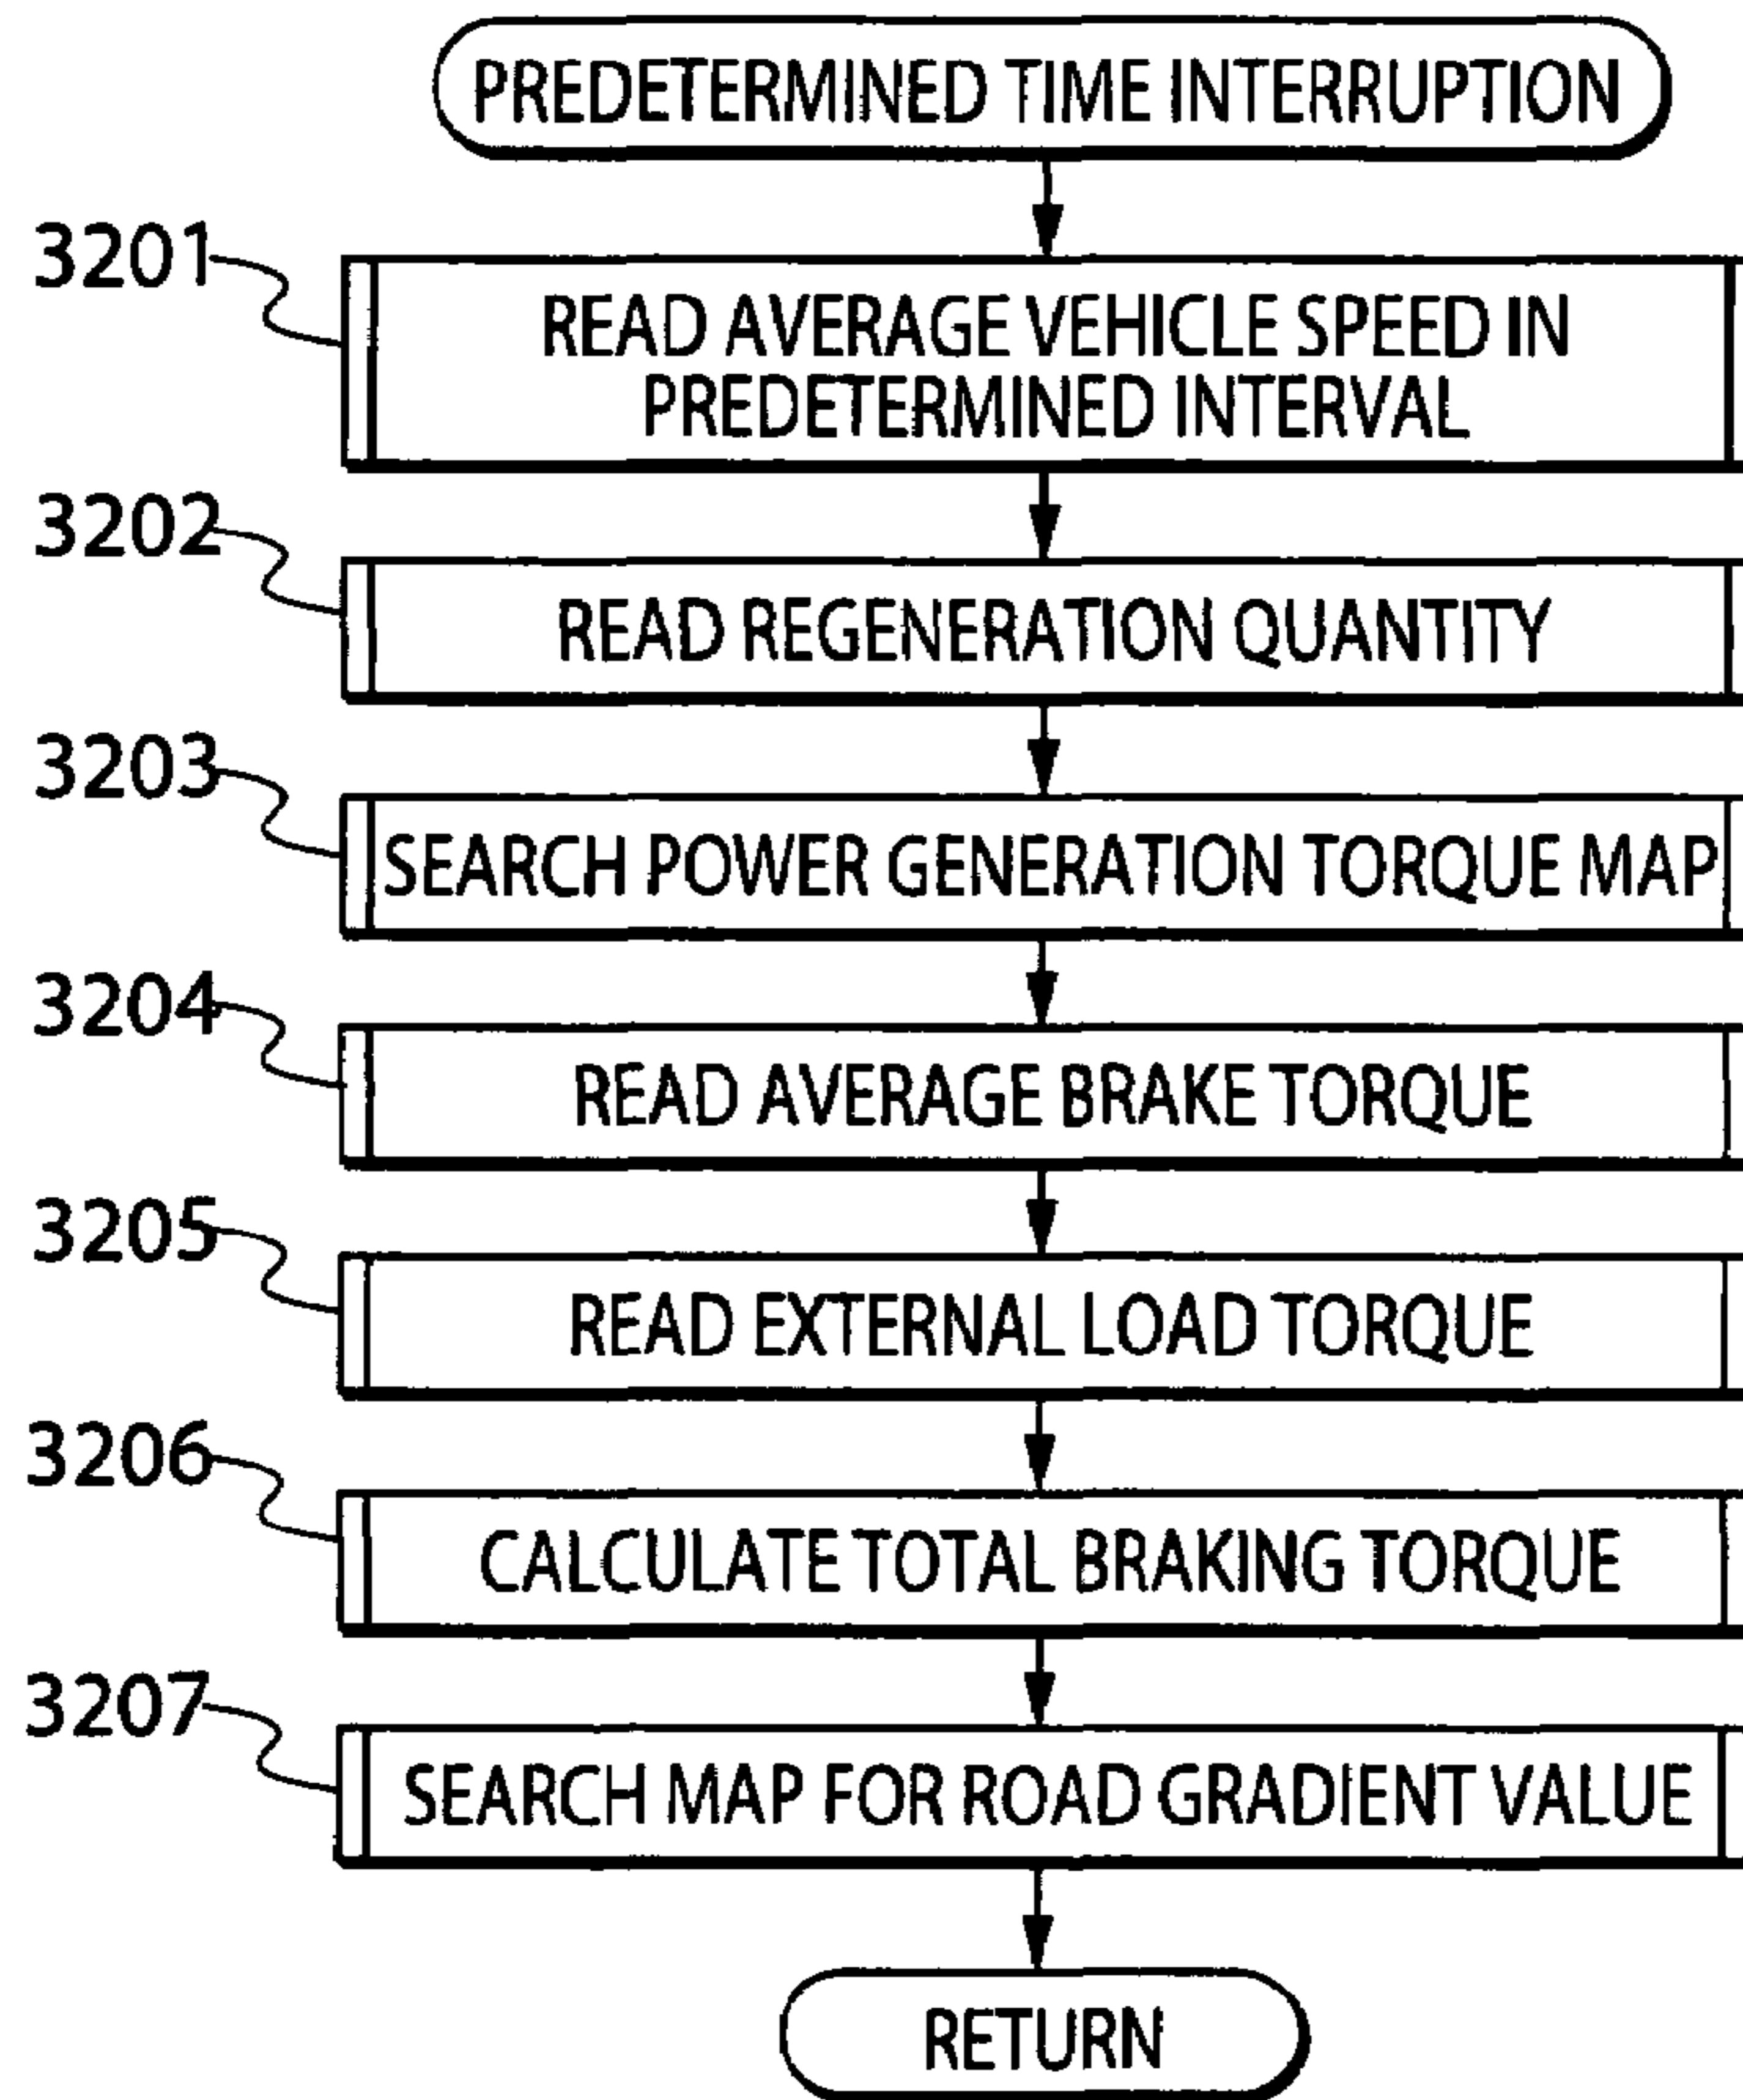 PREDETERMINED TIME INTERRUPTION
3201
READ AVERAGE VEHICLE SPEED IN
PREDETERMINED INTERVAL
3202
READ REGENERATION QUANTITY
3203
SEARCH POWER GENERATION TORQUE MAP
3204
READ AVERAGE BRAKE TORQUE
3205
READ EXTERNAL LOAD TORQUE
3206
CALCULATE TOTAL BRAKING TORQUE
3207
SEARCH MAP FOR ROAD GRADIENT VALUE
RETURN